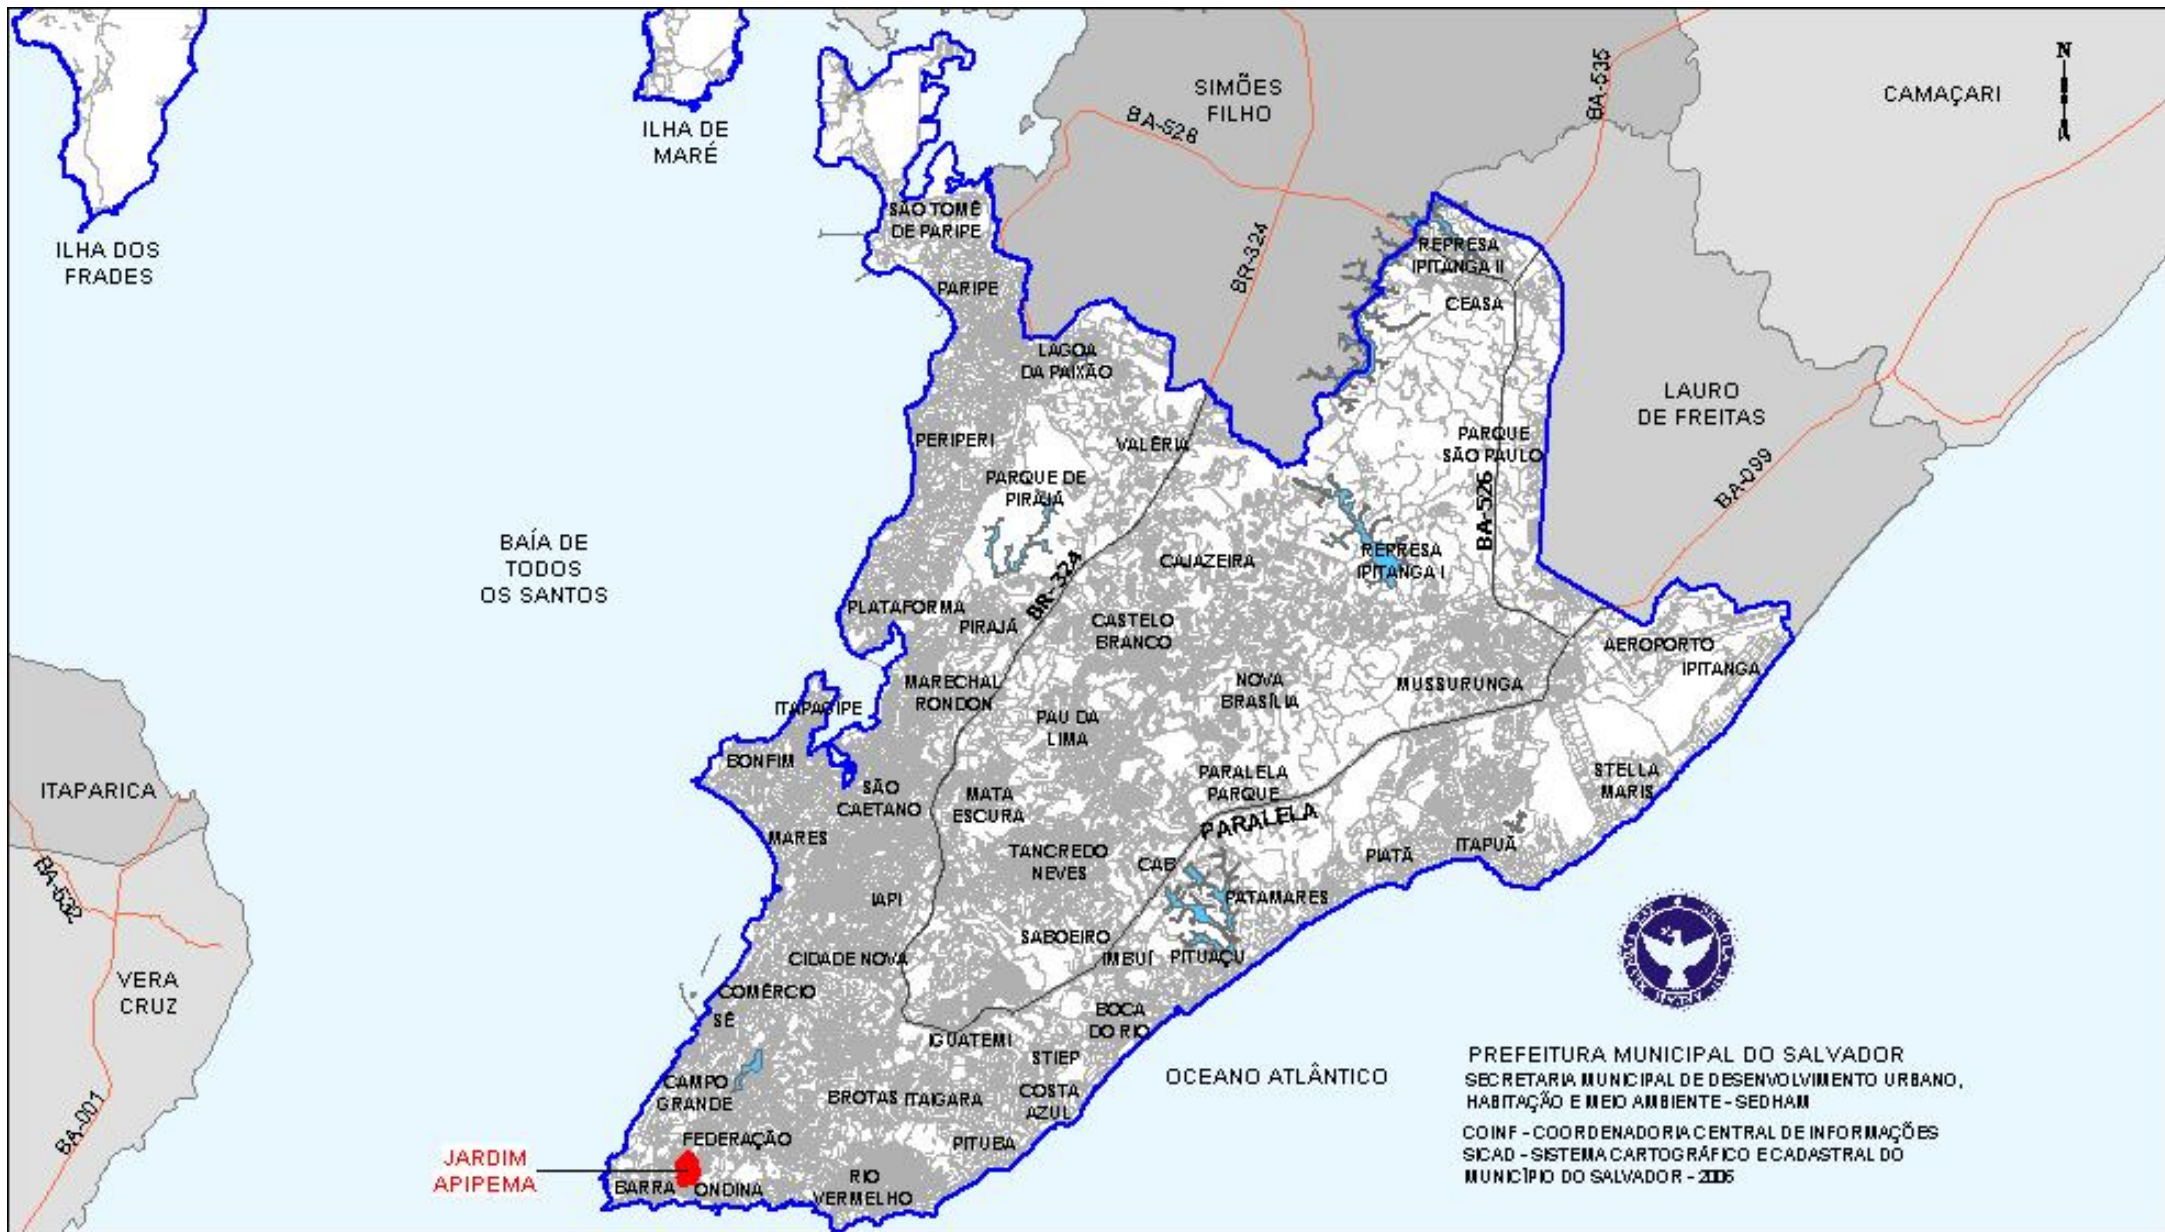 SIMÕES
FILHO
CAMAÇARI
N
BA-535
BA-526
ILHA DE
MARÉ
ILHA DOS
FRADES
SÃO TOMÉ
DE PARIPE
BR-324
REPRESA
IPITANGA II
PARIPE
CEASA
LAGOA
DA PAIXÃO
LAURO
DE FREITAS
PERIPERI
VALÉRIA
PARQUE
SÃO PAULO
PARQUE DE
PIRAJÁ
BA-099
BA-526
BAÍA DE
TODOS
OS SANTOS
CAJAZEIRA
REPRESA
IPITANGA I
BR-324
PLATAFORMA
PIRAJÁ
CASTELO
BRANCO
AEROPORTO
IPITANGA
MARECHAL
RONDON
NOVA
BRASÍLIA
MUSSURUNGA
ITAPAGIPE
PAU DA
LIMA
BONFIM
PARALELA
PARQUE
STELLA
MARIS
ITAPARICA
SÃO
CAETANO
MATA
ESCURA
PARALELA
MARES
TANCREDO
NEVES
CAB
PIATÃ
ITAPUÃ
BA-532
IAPI
PATAMARES
SABOEIRO
IMBUÍ
PITUAÇU
CIDADE NOVA
VERA
CRUZ
COMÉRCIO
SÉ
BOCA
DO RIO
IGUATEMI
STIEP
OCEANO ATLÂNTICO
CAMPO
GRANDE
BROTAS
ITAIGARA
COSTA
AZUL
BA-001
FEDERAÇÃO
PITUBA
JARDIM
APIPEMA
BARRA
ONDINA
RIO
VERMELHO
PREFEITURA MUNICIPAL DO SALVADOR
SECRETARIA MUNICIPAL DE DESENVOLVIMENTO URBANO,
HABITAÇÃO E MEIO AMBIENTE - SEDHAM
COINF - COORDENADORIA CENTRAL DE INFORMAÇÕES
SICAD - SISTEMA CARTOGRÁFICO E CADASTRAL DO
MUNICÍPIO DO SALVADOR - 2006